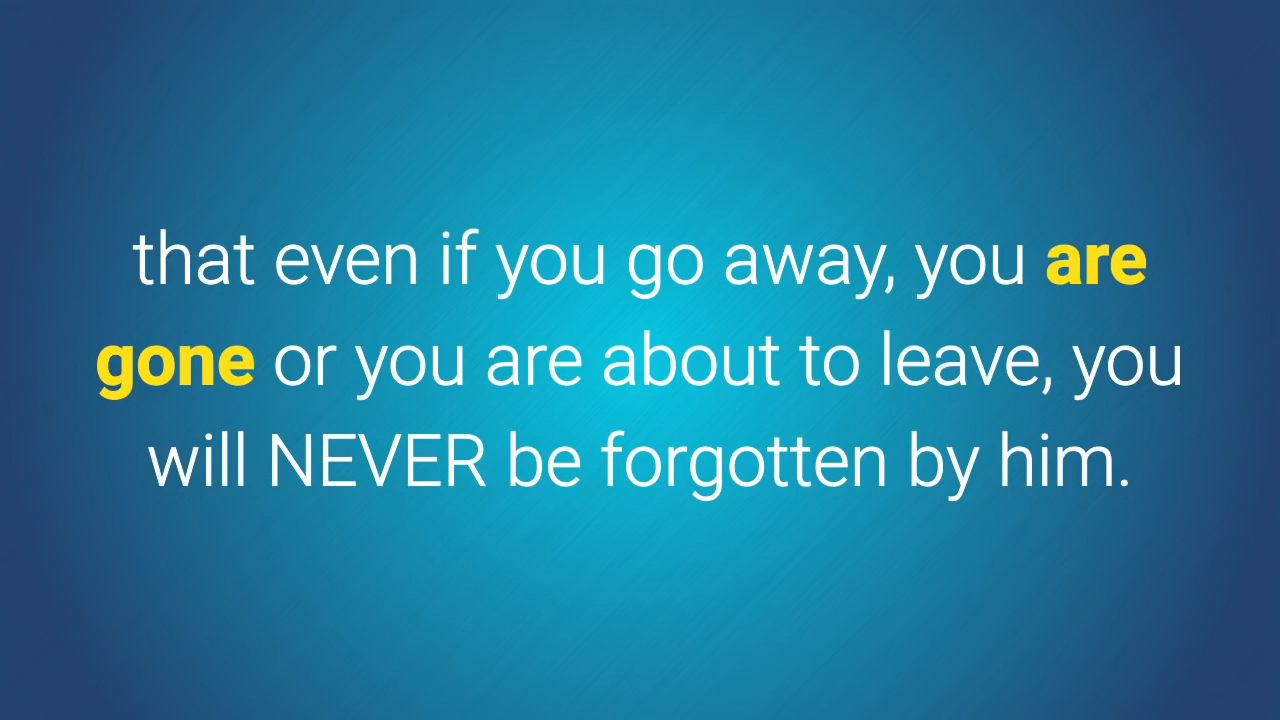 that even if you go away, you are
gone or you are about to leave, you
will NEVER be forgotten by him.